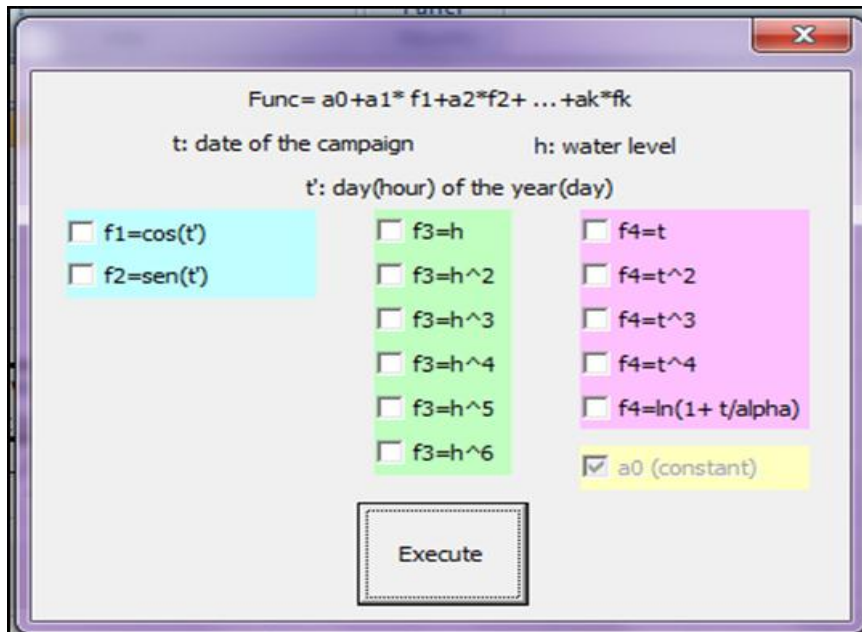 Func= a0+a1* f1+a2*f2+ ...+ak*fk
t: date of the campaign h: water level
t': day(hour) of the year(day)
f1=cos(t') f3=h f4=t
f2=sen(t') f3=h^2 f4=t^2
f3=h^3 f4=t^3
f3=h^4 f4=t^4
f3=h^5 f4=ln(1+ t/alpha)
f3=h^6 a0 (constant)
Execute